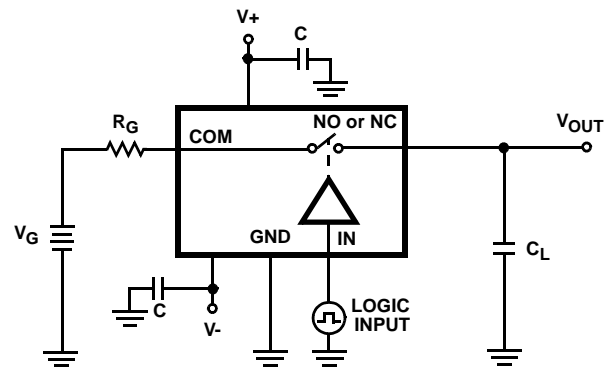 V+
C
RG
COM
NO or NC
VOUT
VG
GND
IN
C
V-
LOGIC
INPUT
CL